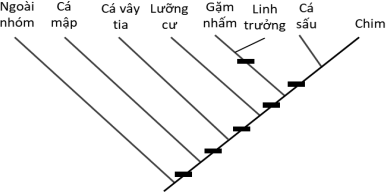 Ngoài
nhóm
Cá
mập
Cá vây
tia
Lưỡng
cư
Gặm
nhấm
Linh
trưởng
Cá
sấu
Chim